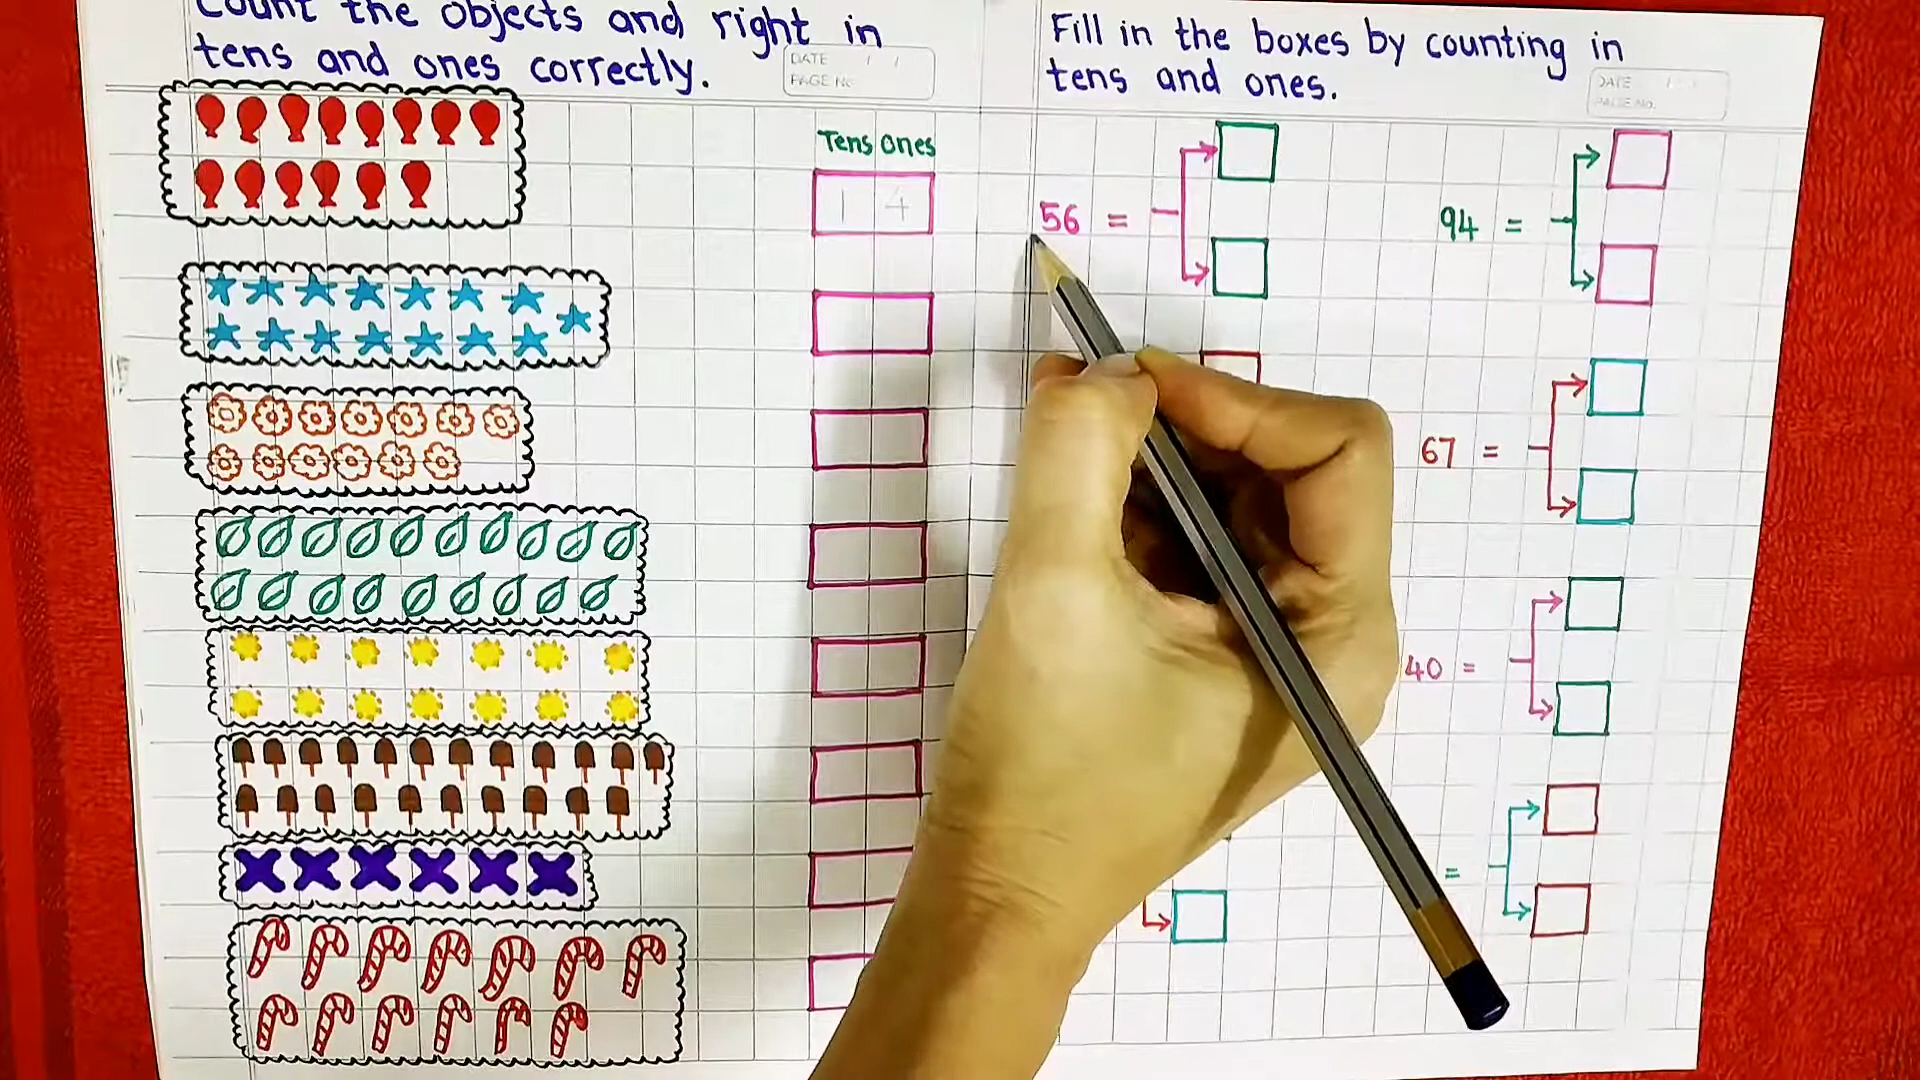 Count the objects and right in
tens and ones correctly.
DATE / /
PAGE NO.
Tens Ones
1 4
Fill in the boxes by counting in
tens and ones.
DATE / /
PAGE NO.
56 =
94 =
67 =
40 =
=